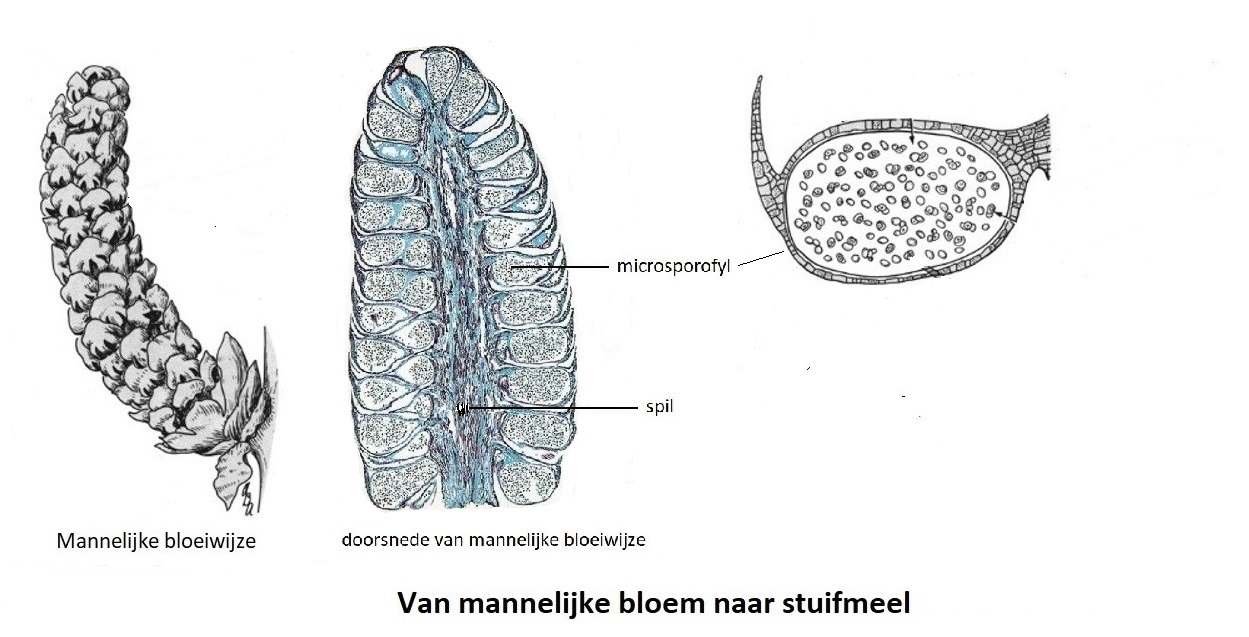 microsporofyl
spil
Mannelijke bloeiwijze
doorsnede van mannelijke bloeiwijze
Van mannelijke bloem naar stuifmeel